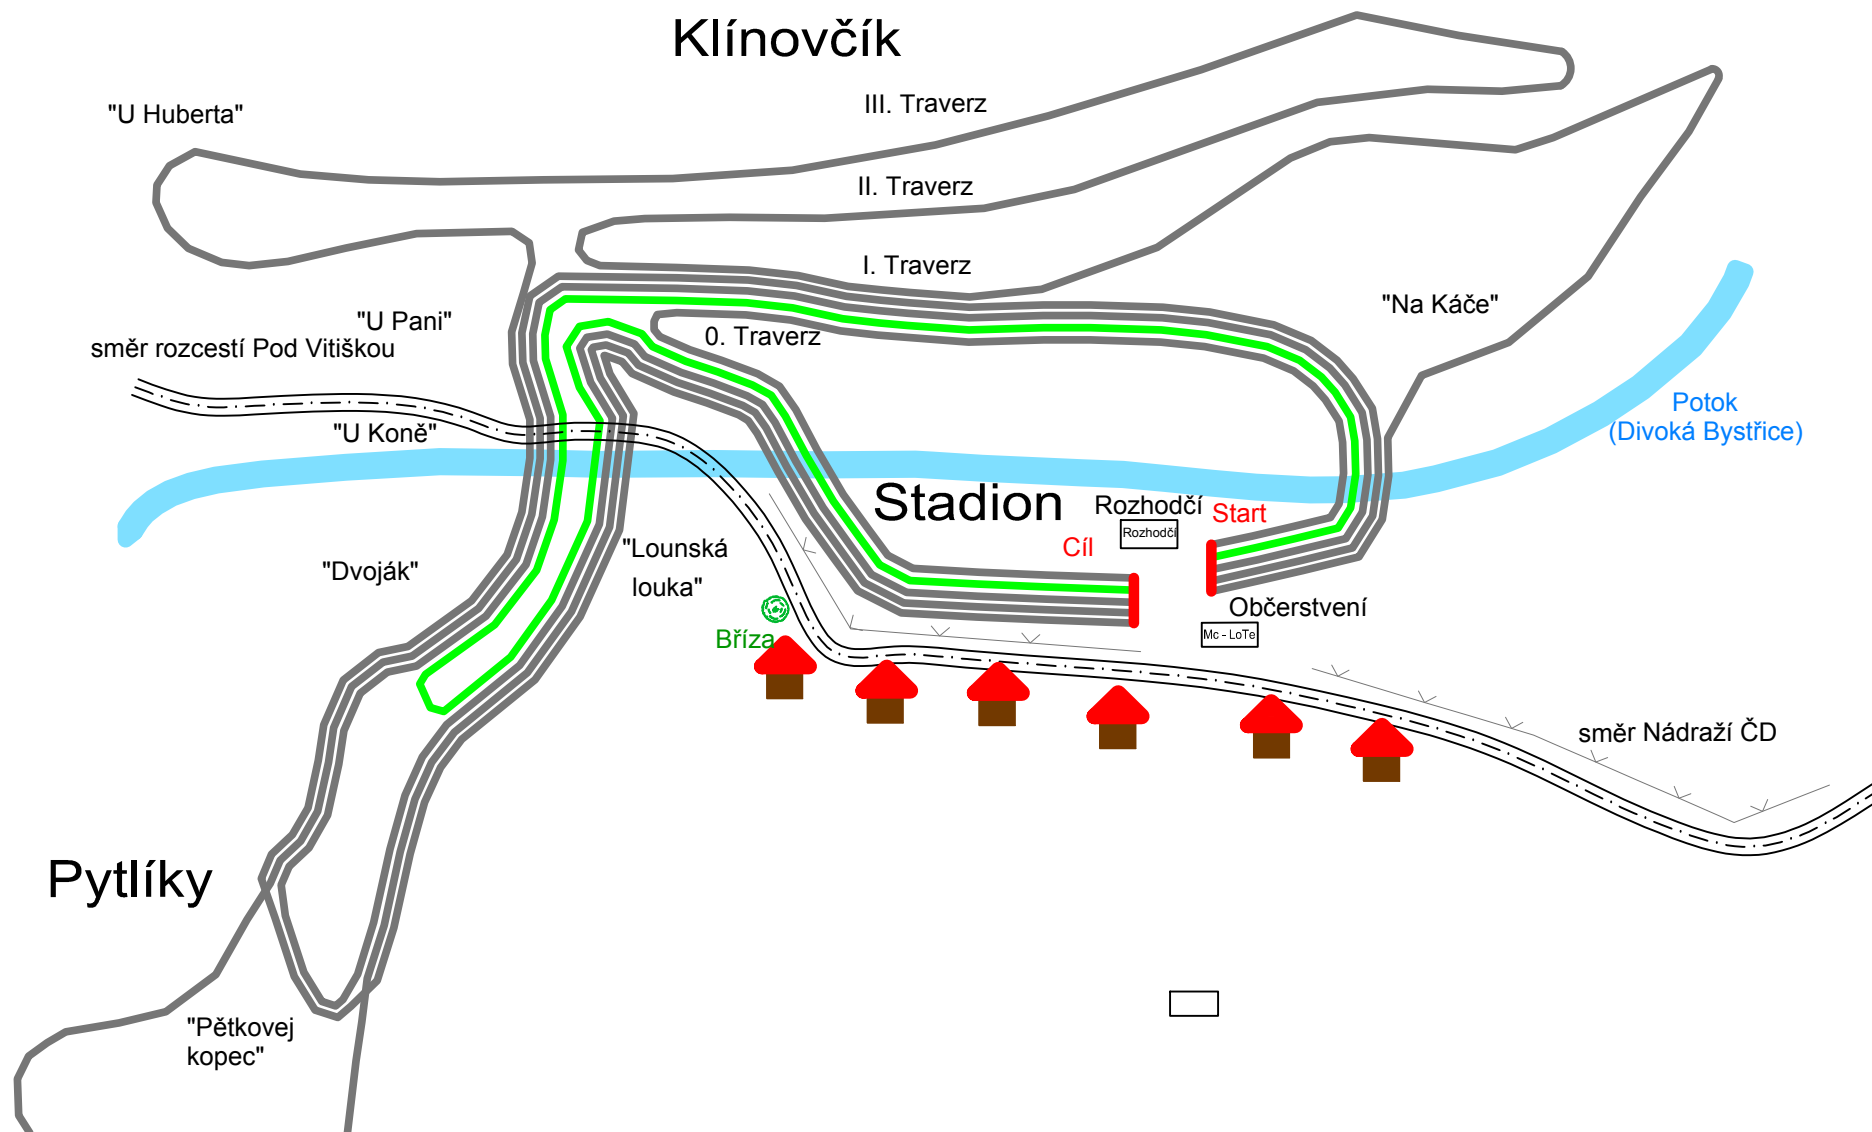 Klínovčík
"U Huberta"
III. Traverz
II. Traverz
I. Traverz
"Na Káče"
"U Pani"
0. Traverz
směr rozcestí Pod Vitiškou
"U Koně"
Potok
(Divoká Bystřice)
Stadion
Rozhodčí
Start
Rozhodčí
Cíl
"Lounská
louka"
"Dvoják"
Občerstvení
Mc - LoTe
Bříza
směr Nádraží ČD
Pytlíky
"Pětkovej
kopec"